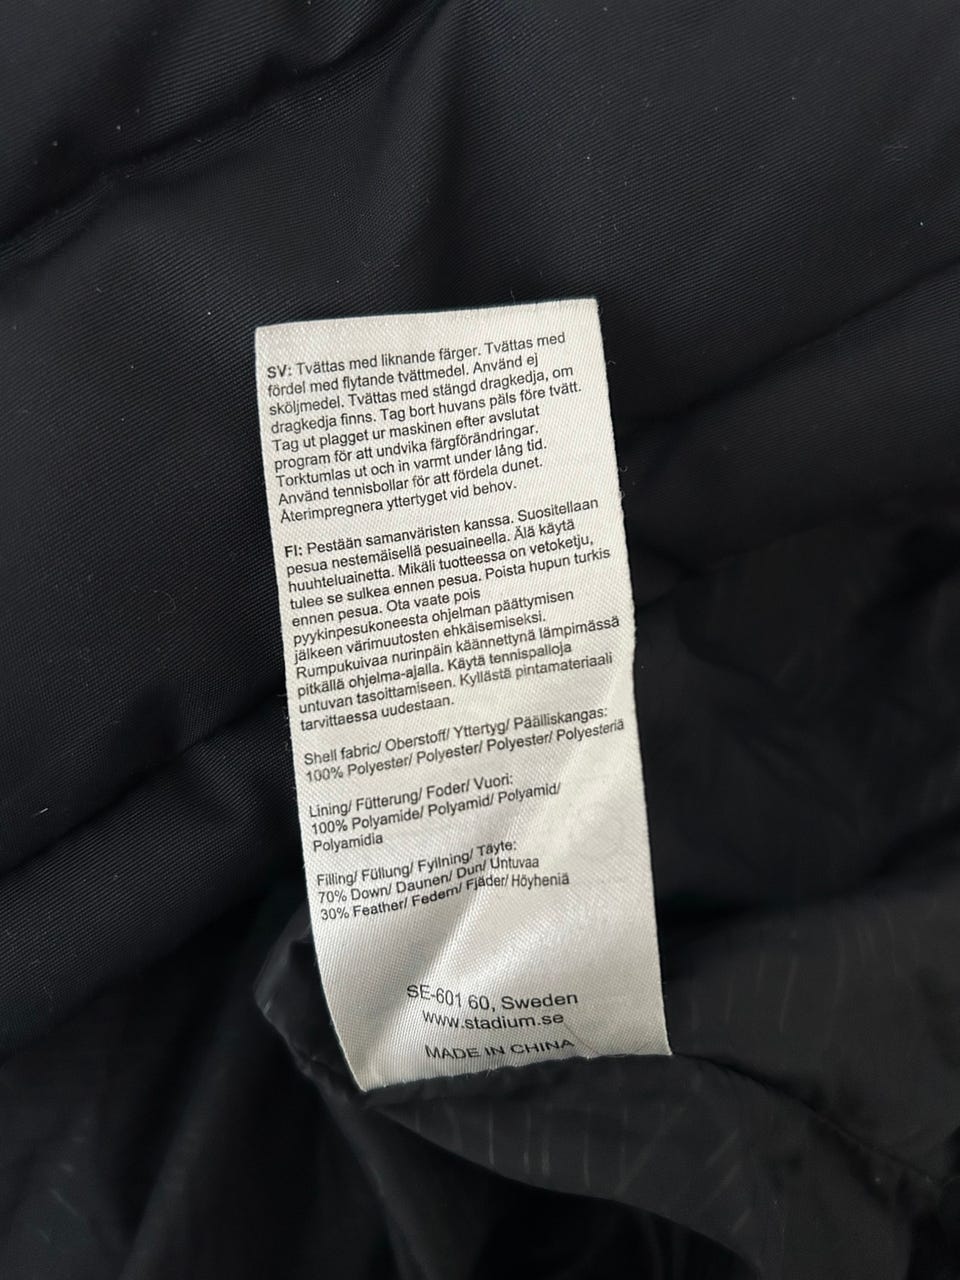 SV: Tvättas med liknande färger. Tvättas med
fördel med flytande tvättmedel. Använd ej
sköljmedel. Tvättas med stängd dragkedja, om
dragkedja finns. Tag bort huvans päls före tvätt.
Tag ut plagget ur maskinen efter avslutat
program för att undvika färgförändringar.
Torktumlas ut och in varmt under lång tid.
Använd tennisbollar för att fördela dunet.
Återimpregnera yttertyget vid behov.
FI: Pestään samanväristen kanssa. Suositellaan
pesua nestemäisellä pesuaineella. Älä käytä
huuhteluainetta. Mikäli tuotteessa on vetoketju,
tulee se sulkea ennen pesua. Poista hupun turkis
ennen pesua. Ota vaate pois
pyykinpesukoneesta ohjelman päättymisen
jälkeen värimuutosten ehkäisemiseksi.
Rumpukuivaa nurinpäin käännettynä lämpimässä
pitkällä ohjelma-ajalla. Käytä tennispalloja
untuvan tasoittamiseen. Kyllästä pintamateriaali
tarvittaessa uudestaan.
Shell fabric/ Oberstoff/ Yttertyg/ Päälliskangas:
100% Polyester/ Polyester/ Polyester/ Polyesteriä
Lining/ Fütterung/ Foder/ Vuori:
100% Polyamide/ Polyamid/ Polyamid/
Polyamidia
Filling/ Füllung/ Fyllning/ Täyte:
70% Down/ Daunen/ Dun/ Untuvaa
30% Feather/ Federn/ Fjäder/ Höyheniä
SE-601 60, Sweden
www.stadium.se
MADE IN CHINA